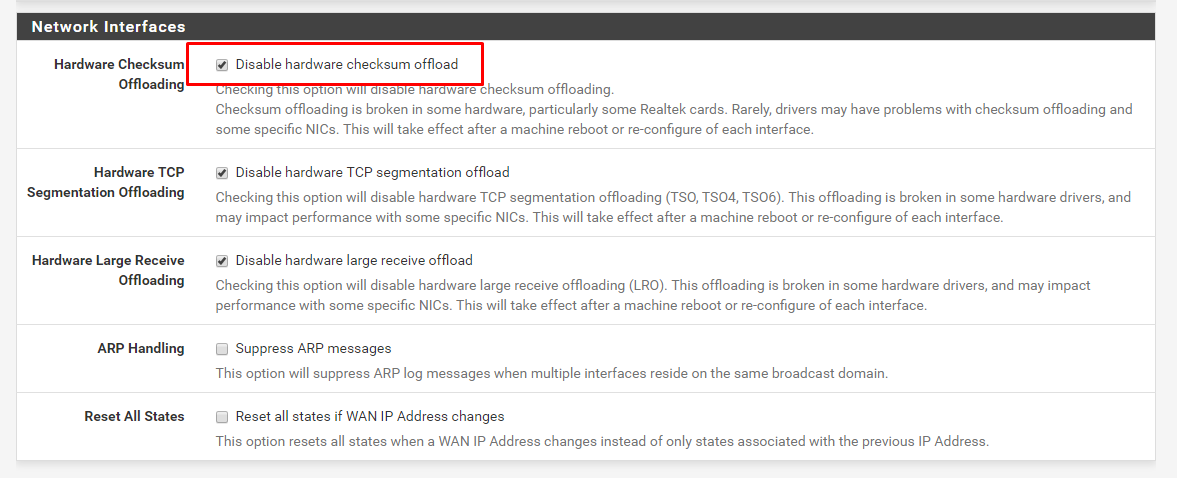 Network Interfaces
Hardware Checksum Offloading
Disable hardware checksum offload
Checking this option will disable hardware checksum offloading.
Checksum offloading is broken in some hardware, particularly some Realtek cards. Rarely, drivers may have problems with checksum offloading and
some specific NICs. This will take effect after a machine reboot or re-configure of each interface.
Hardware TCP
Segmentation Offloading
Disable hardware TCP segmentation offload
Checking this option will disable hardware TCP segmentation offloading (TSO, TSO4, TSO6). This offloading is broken in some hardware drivers, and
may impact performance with some specific NICs. This will take effect after a machine reboot or re-configure of each interface.
Hardware Large Receive
Offloading
Disable hardware large receive offload
Checking this option will disable hardware large receive offloading (LRO). This offloading is broken in some hardware drivers, and may impact
performance with some specific NICs. This will take effect after a machine reboot or re-configure of each interface.
ARP Handling
Suppress ARP messages
This option will suppress ARP log messages when multiple interfaces reside on the same broadcast domain.
Reset All States
Reset all states if WAN IP Address changes
This option resets all states when a WAN IP Address changes instead of only states associated with the previous IP Address.